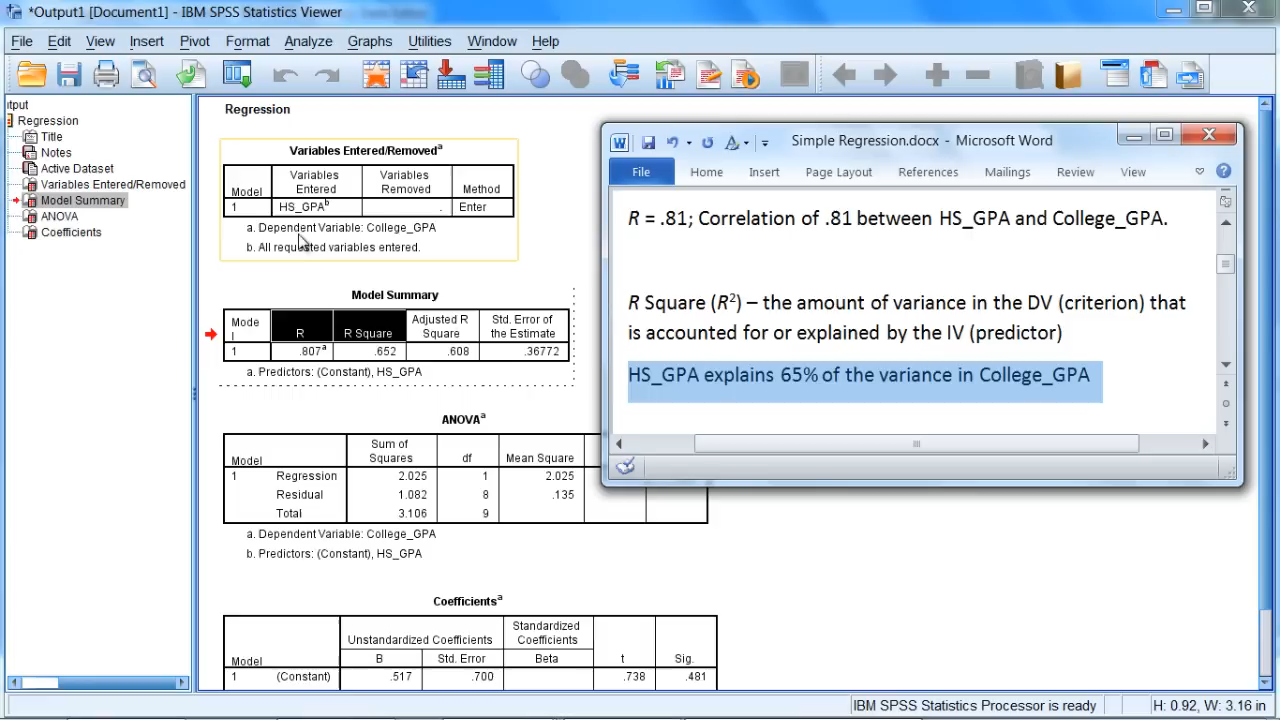 *Output1 [Document1] - IBM SPSS Statistics Viewer
File Edit View Insert Pivot Format Analyze Graphs Utilities Window Help
tput
Regression
Title
Notes
Active Dataset
Variables Entered/Removed
Model Summary
ANOVA
Coefficients
Regression
Variables Entered/Removedᵃ
Model Variables Entered Variables Removed Method
1 HS_GPAᵇ . Enter
a. Dependent Variable: College_GPA
b. All requested variables entered.
Model Summary
Mode l R R Square Adjusted R Square Std. Error of the Estimate
1 .807ᵃ .652 .608 .36772
a. Predictors: (Constant), HS_GPA
ANOVAᵃ
Model Sum of Squares df Mean Square
1 Regression 2.025 1 2.025
Residual 1.082 8 .135
Total 3.106 9
a. Dependent Variable: College_GPA
b. Predictors: (Constant), HS_GPA
Coefficientsᵃ
Model Unstandardized Coefficients Standardized Coefficients t Sig.
B Std. Error Beta
1 (Constant) .517 .700 .738 .481
Simple Regression.docx - Microsoft Word
File Home Insert Page Layout References Mailings Review View
R = .81; Correlation of .81 between HS_GPA and College_GPA.
R Square (R²) – the amount of variance in the DV (criterion) that
is accounted for or explained by the IV (predictor)
HS_GPA explains 65% of the variance in College_GPA
IBM SPSS Statistics Processor is ready H: 0.92, W: 3.16 in